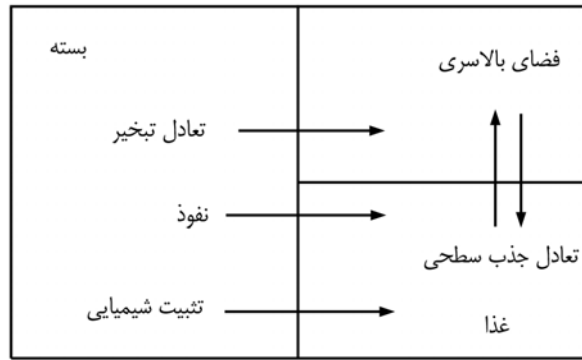 بسته
فضای بالاسری
تعادل تبخیر
نفوذ
تعادل جذب سطحی
تثبیت شیمیایی
غذا